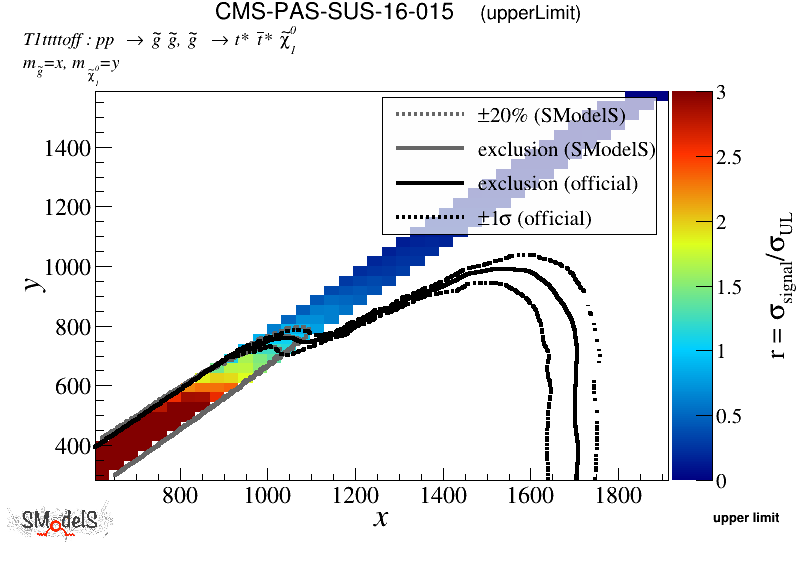 CMS-PAS-SUS-16-015 (upperLimit)
T1ttttoff : pp → g̃ g̃, g̃ → t* t̄* χ̃⁰₁
m_g̃=x, m_χ̃⁰₁=y
±20% (SModelS)
exclusion (SModelS)
exclusion (official)
±1σ (official)
1400
1200
1000
800
600
400
y
800 1000 1200 1400 1600 1800
x
3
2.5
2
1.5
1
0.5
0
r = σsignal/σUL
SModelS
upper limit